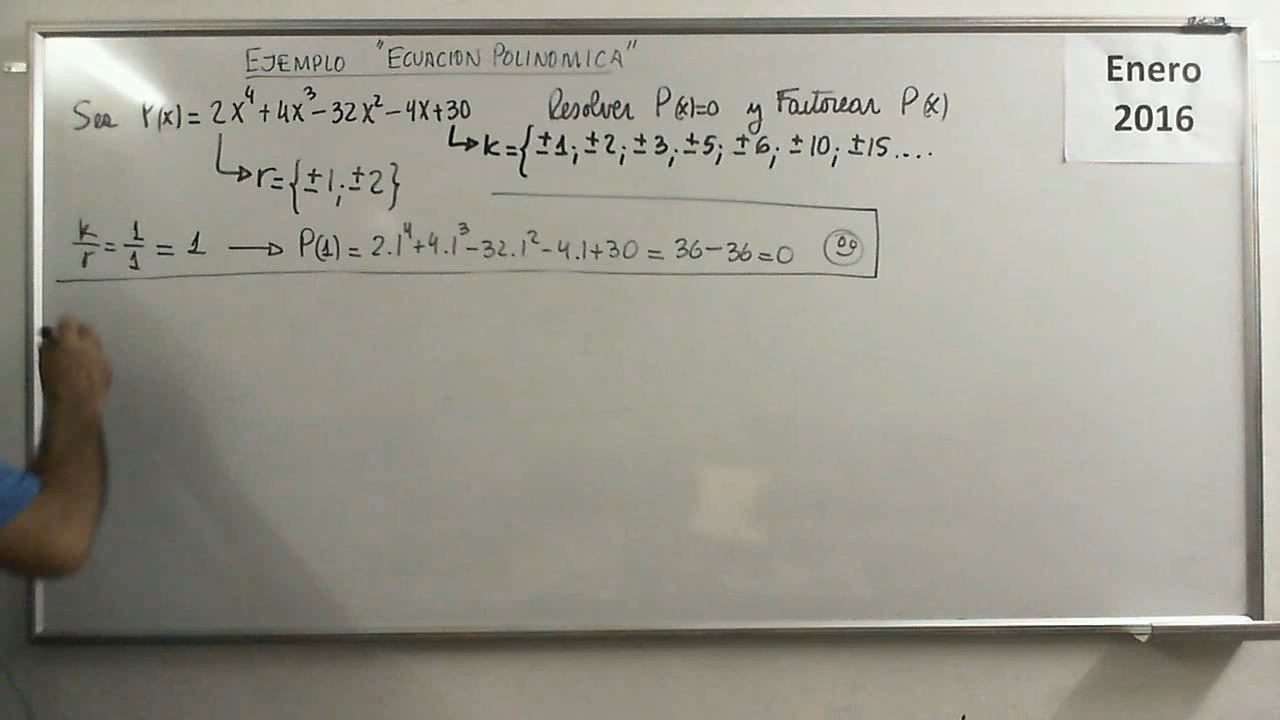 EJEMPLO "ECUACION POLINOMICA"
Enero
2016
Sea P(x) = 2x⁴ + 4x³ - 32x² - 4x + 30 Resolver P(x)=0 y Factorear P(x)
k = {±1; ±2; ±3; ±5; ±6; ±10; ±15 ....
r = {±1; ±2}
k/r = 1/1 = 1 → P(1) = 2.1⁴ + 4.1³ - 32.1² - 4.1 + 30 = 36 - 36 = 0